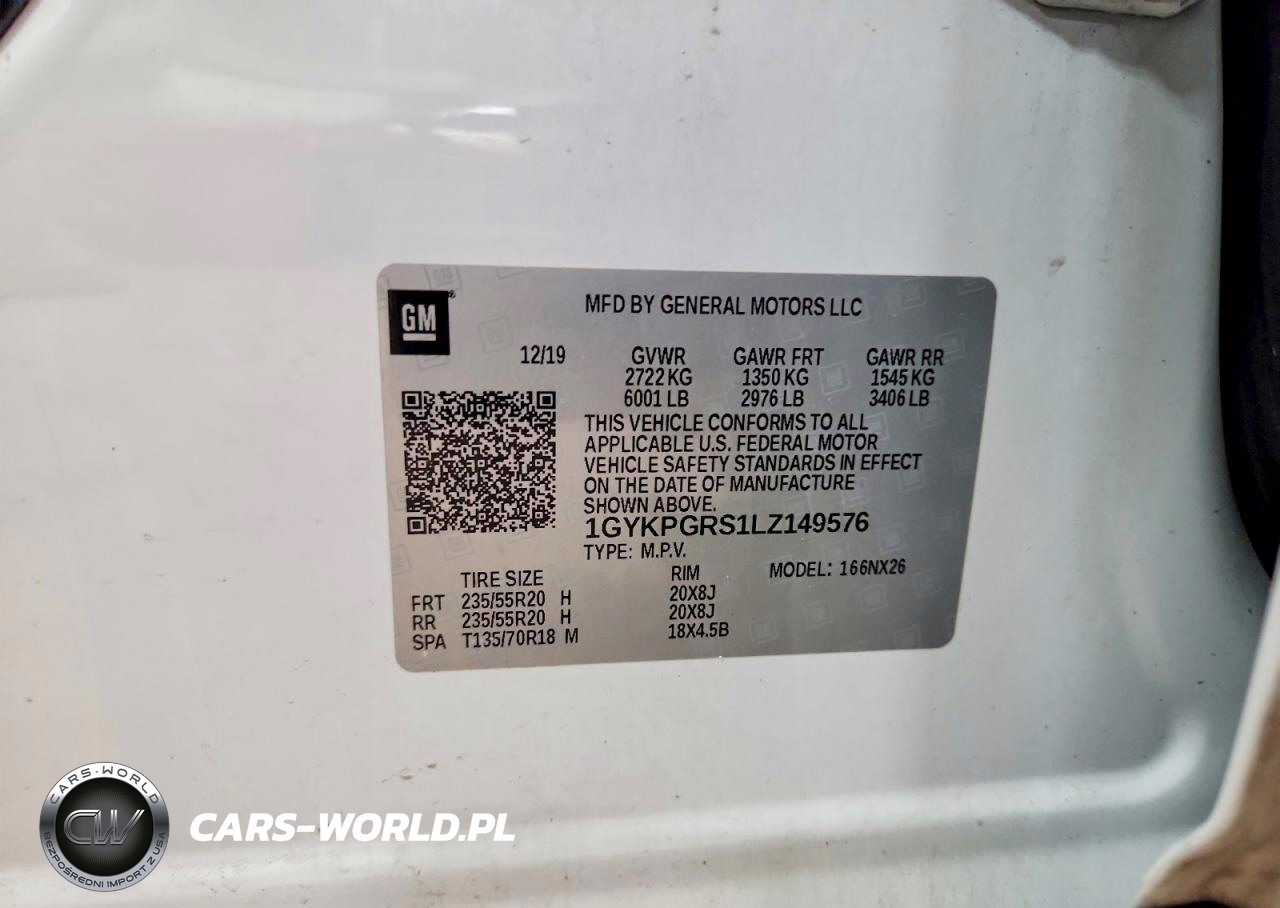 GM
MFD BY GENERAL MOTORS LLC
12/19 GVWR GAWR FRT GAWR RR
2722 KG 1350 KG 1545 KG
6001 LB 2976 LB 3406 LB
THIS VEHICLE CONFORMS TO ALL
APPLICABLE U.S. FEDERAL MOTOR
VEHICLE SAFETY STANDARDS IN EFFECT
ON THE DATE OF MANUFACTURE
SHOWN ABOVE.
1GYKPGRS1LZ149576
TYPE: M.P.V. MODEL: 166NX26
TIRE SIZE RIM
FRT 235/55R20 H 20X8J
RR 235/55R20 H 20X8J
SPA T135/70R18 M 18X4.5B
CARS-WORLD
CW
BEZPOŚREDNI IMPORT Z USA
CARS-WORLD.PL